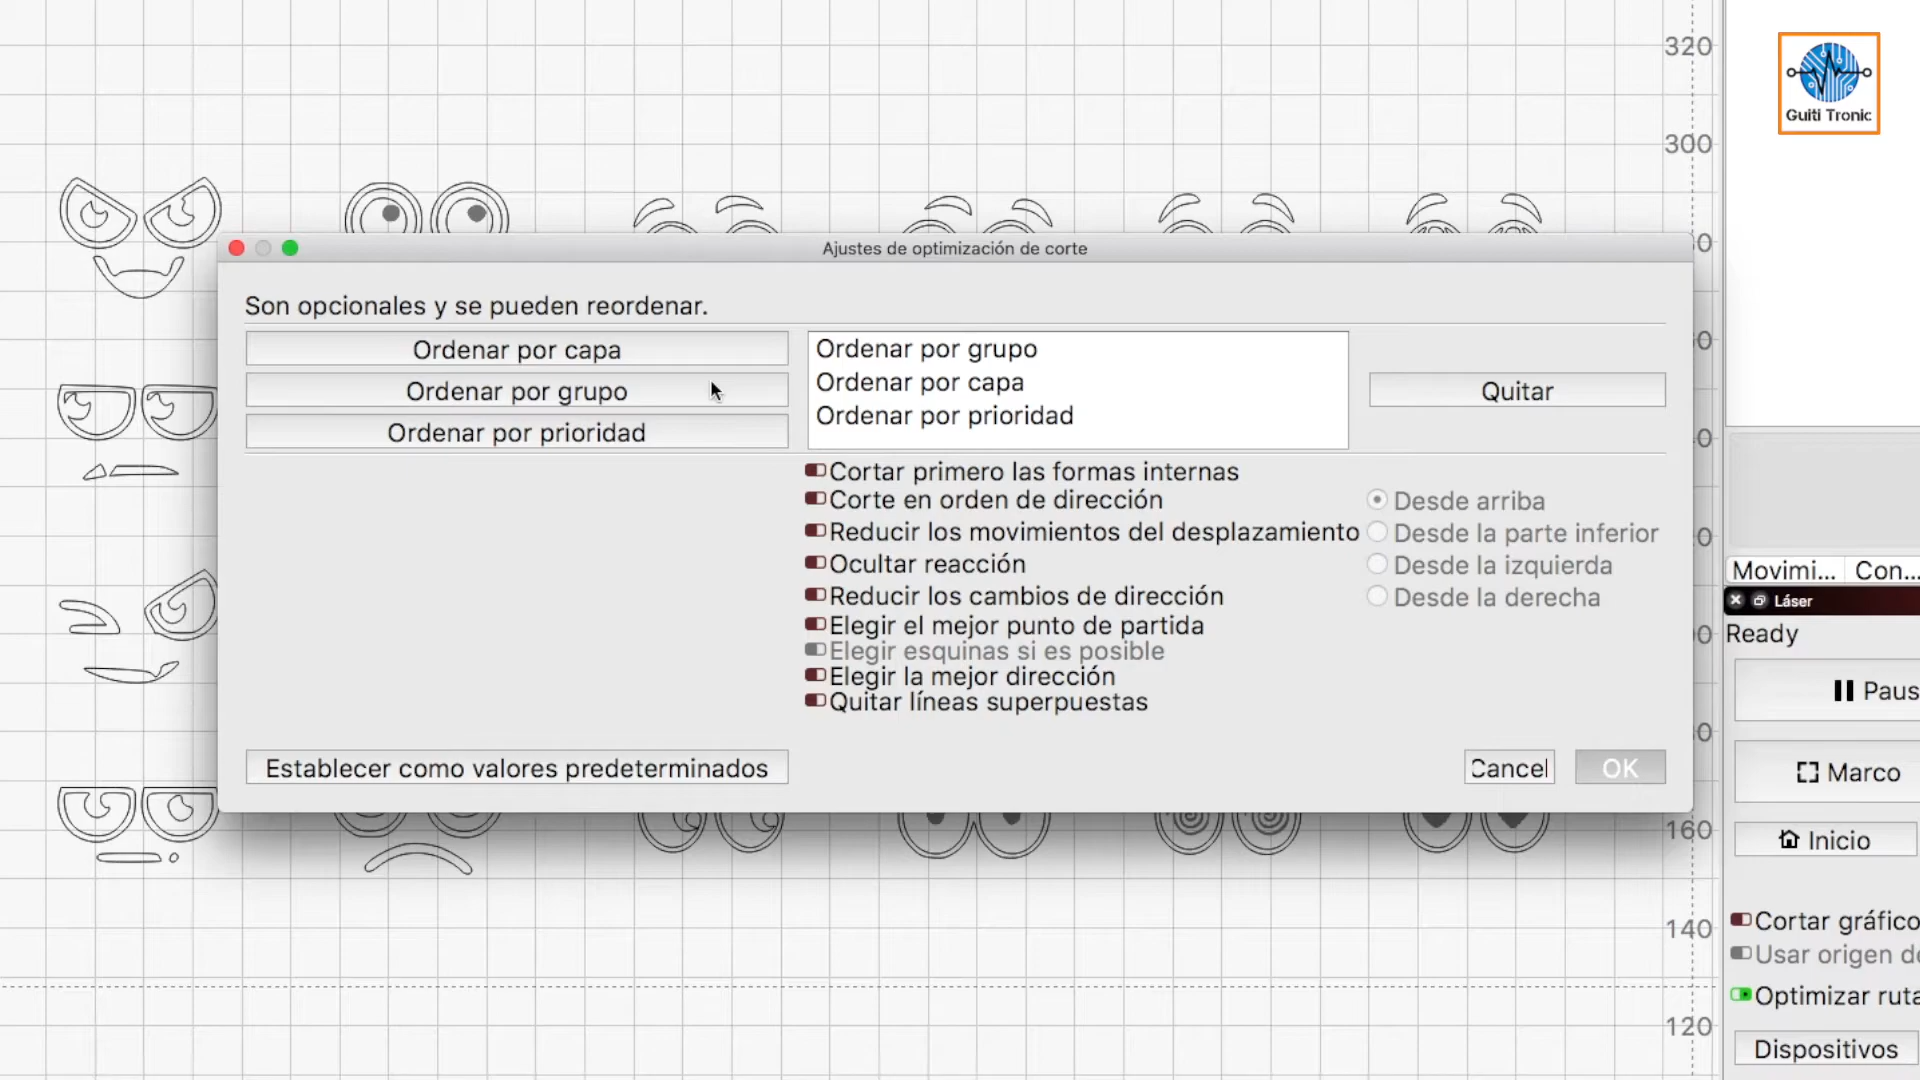 320
Guiti Tronic
300
Ajustes de optimización de corte
Son opcionales y se pueden reordenar.
Ordenar por capa
Ordenar por grupo
Ordenar por prioridad
Ordenar por grupo
Ordenar por capa
Ordenar por prioridad
Quitar
Cortar primero las formas internas
Corte en orden de dirección
Reducir los movimientos del desplazamiento
Ocultar reacción
Reducir los cambios de dirección
Elegir el mejor punto de partida
Elegir esquinas si es posible
Elegir la mejor dirección
Quitar líneas superpuestas
Desde arriba
Desde la parte inferior
Desde la izquierda
Desde la derecha
Establecer como valores predeterminados
Cancel
OK
Movimi... Con...
Láser
Ready
Paus
Marco
Inicio
160
140
120
Cortar gráfico
Usar origen de
Optimizar ruta
Dispositivos